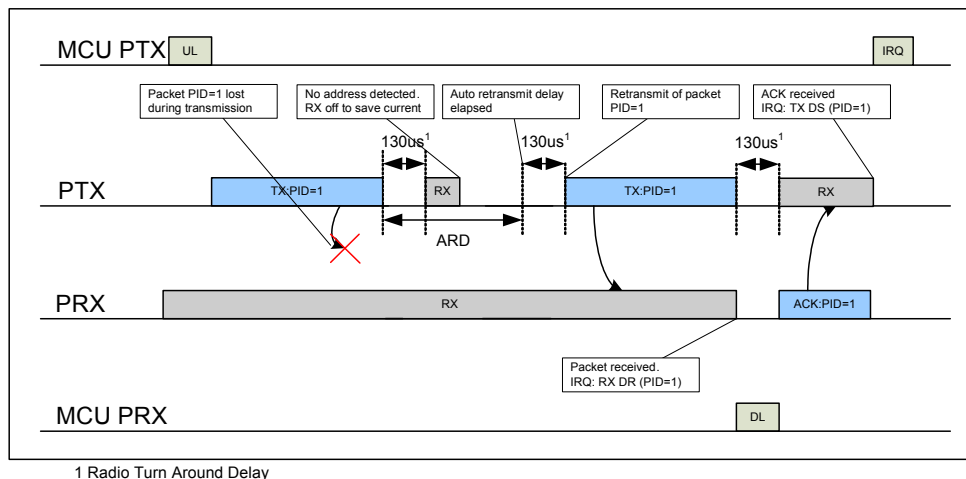 MCU PTX
UL
IRQ
Packet PID=1 lost
during transmission
No address detected.
RX off to save current
Auto retransmit delay
elapsed
Retransmit of packet
PID=1
ACK received
IRQ: TX DS (PID=1)
130us1
130us1
130us1
PTX
TX:PID=1
RX
TX:PID=1
RX
ARD
PRX
RX
ACK:PID=1
Packet received.
IRQ: RX DR (PID=1)
MCU PRX
DL
1 Radio Turn Around Delay